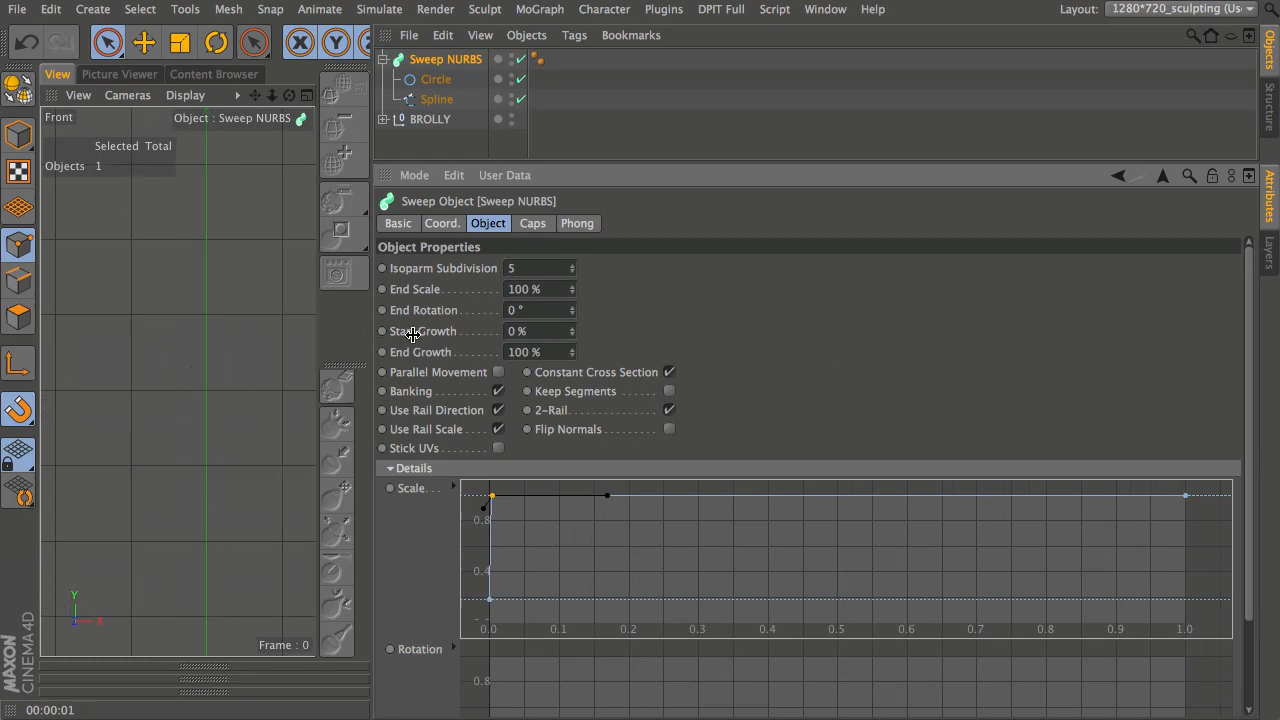 File Edit Create Select Tools Mesh Snap Animate Simulate Render Sculpt MoGraph Character Plugins DPIT Full Script Window Help Layout: 1280*720_sculpting (Us
X Y Z File Edit View Objects Tags Bookmarks
View Picture Viewer Content Browser
View Cameras Display
Front Object : Sweep NURBS
Selected Total
Objects 1
Sweep NURBS
Circle
Spline
BROLLY
Objects
Structure
Mode Edit User Data
Sweep Object [Sweep NURBS]
Basic Coord. Object Caps Phong
Object Properties
Isoparm Subdivision 5
End Scale 100 %
End Rotation 0 °
Start Growth 0 %
End Growth 100 %
Parallel Movement Constant Cross Section
Banking Keep Segments
Use Rail Direction 2-Rail
Use Rail Scale Flip Normals
Stick UVs
Details
Scale
0.8
0.4
0.0 0.1 0.2 0.3 0.4 0.5 0.6 0.7 0.8 0.9 1.0
Rotation
0.8
Attributes
Layers
Y
Z X
Frame : 0
MAXON
CINEMA 4D
00:00:01